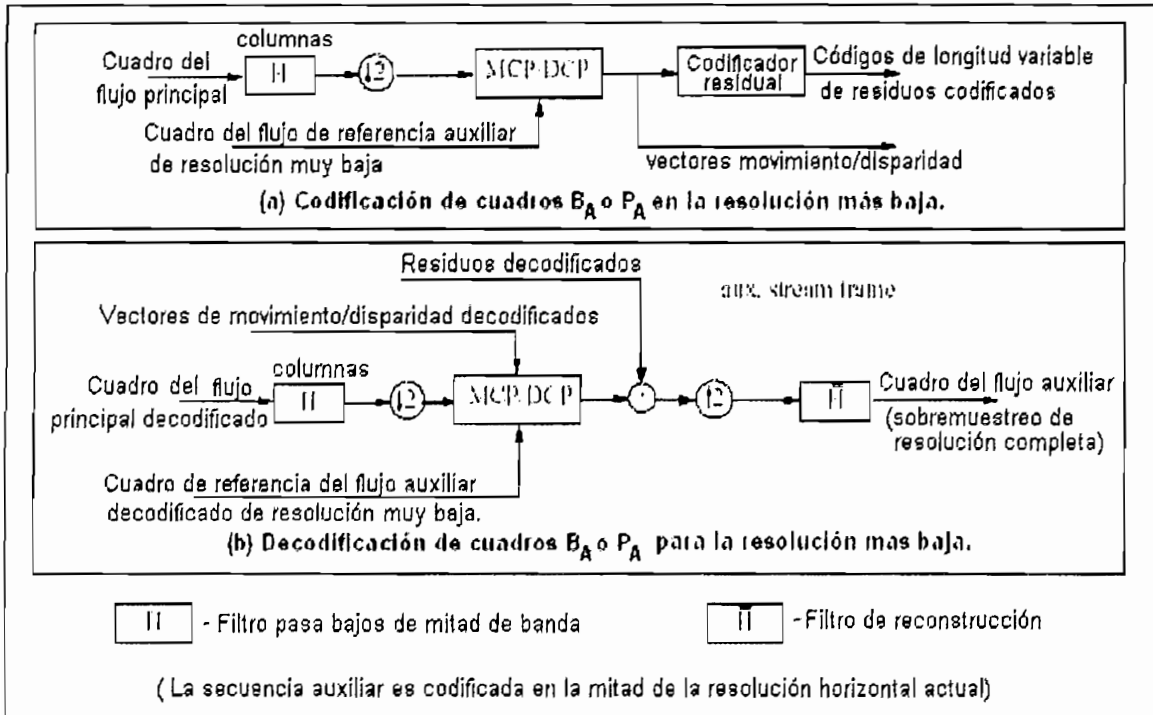 columnas
Cuadro del
flujo principal
H
↓2
MCP-DCP
Codificador
residual
Códigos de longitud variable
de residuos codificados
Cuadro del flujo de referencia auxiliar
de resolución muy baja
vectores movimiento/disparidad
(a) Codificación de cuadros B_A o P_A en la resolución más baja.
Residuos decodificados
aux. stream frame
Vectores de movimiento/disparidad decodificados
columnas
Cuadro del flujo
principal decodificado
H
↓2
MCP-DCP
↑2
H̄
Cuadro del flujo auxiliar
(sobremuestreo de
resolución completa)
Cuadro de referencia del flujo auxiliar
decodificado de resolución muy baja.
(b) Decodificación de cuadros B_A o P_A para la resolución mas baja.
H - Filtro pasa bajos de mitad de banda
H̄ - Filtro de reconstrucción
( La secuencia auxiliar es codificada en la mitad de la resolución horizontal actual)